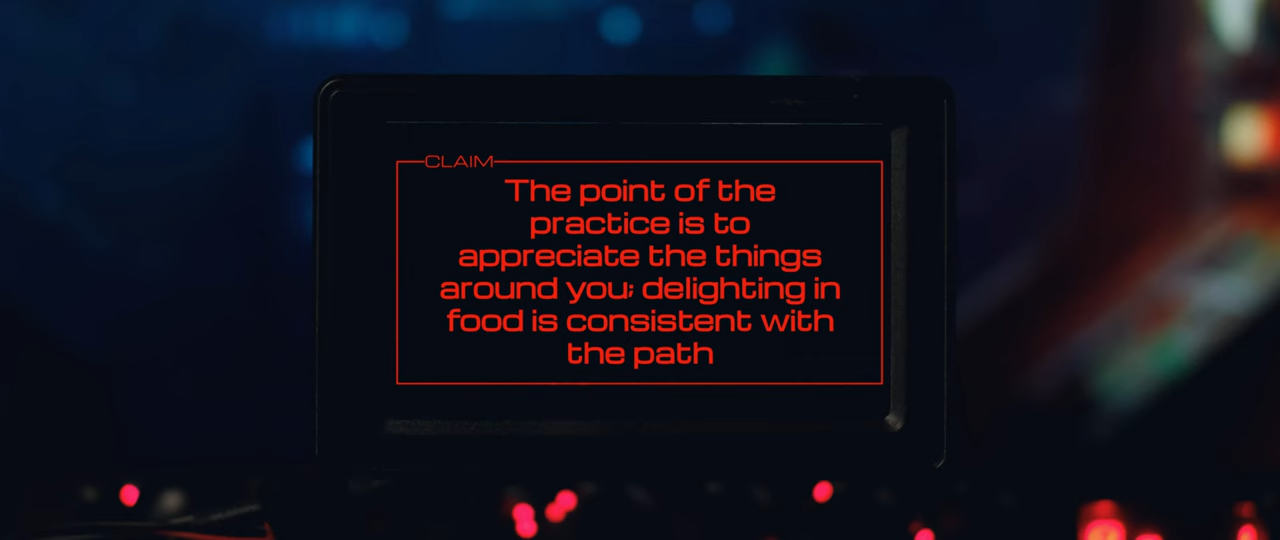 CLAIM
The point of the
practice is to
appreciate the things
around you; delighting in
food is consistent with
the path